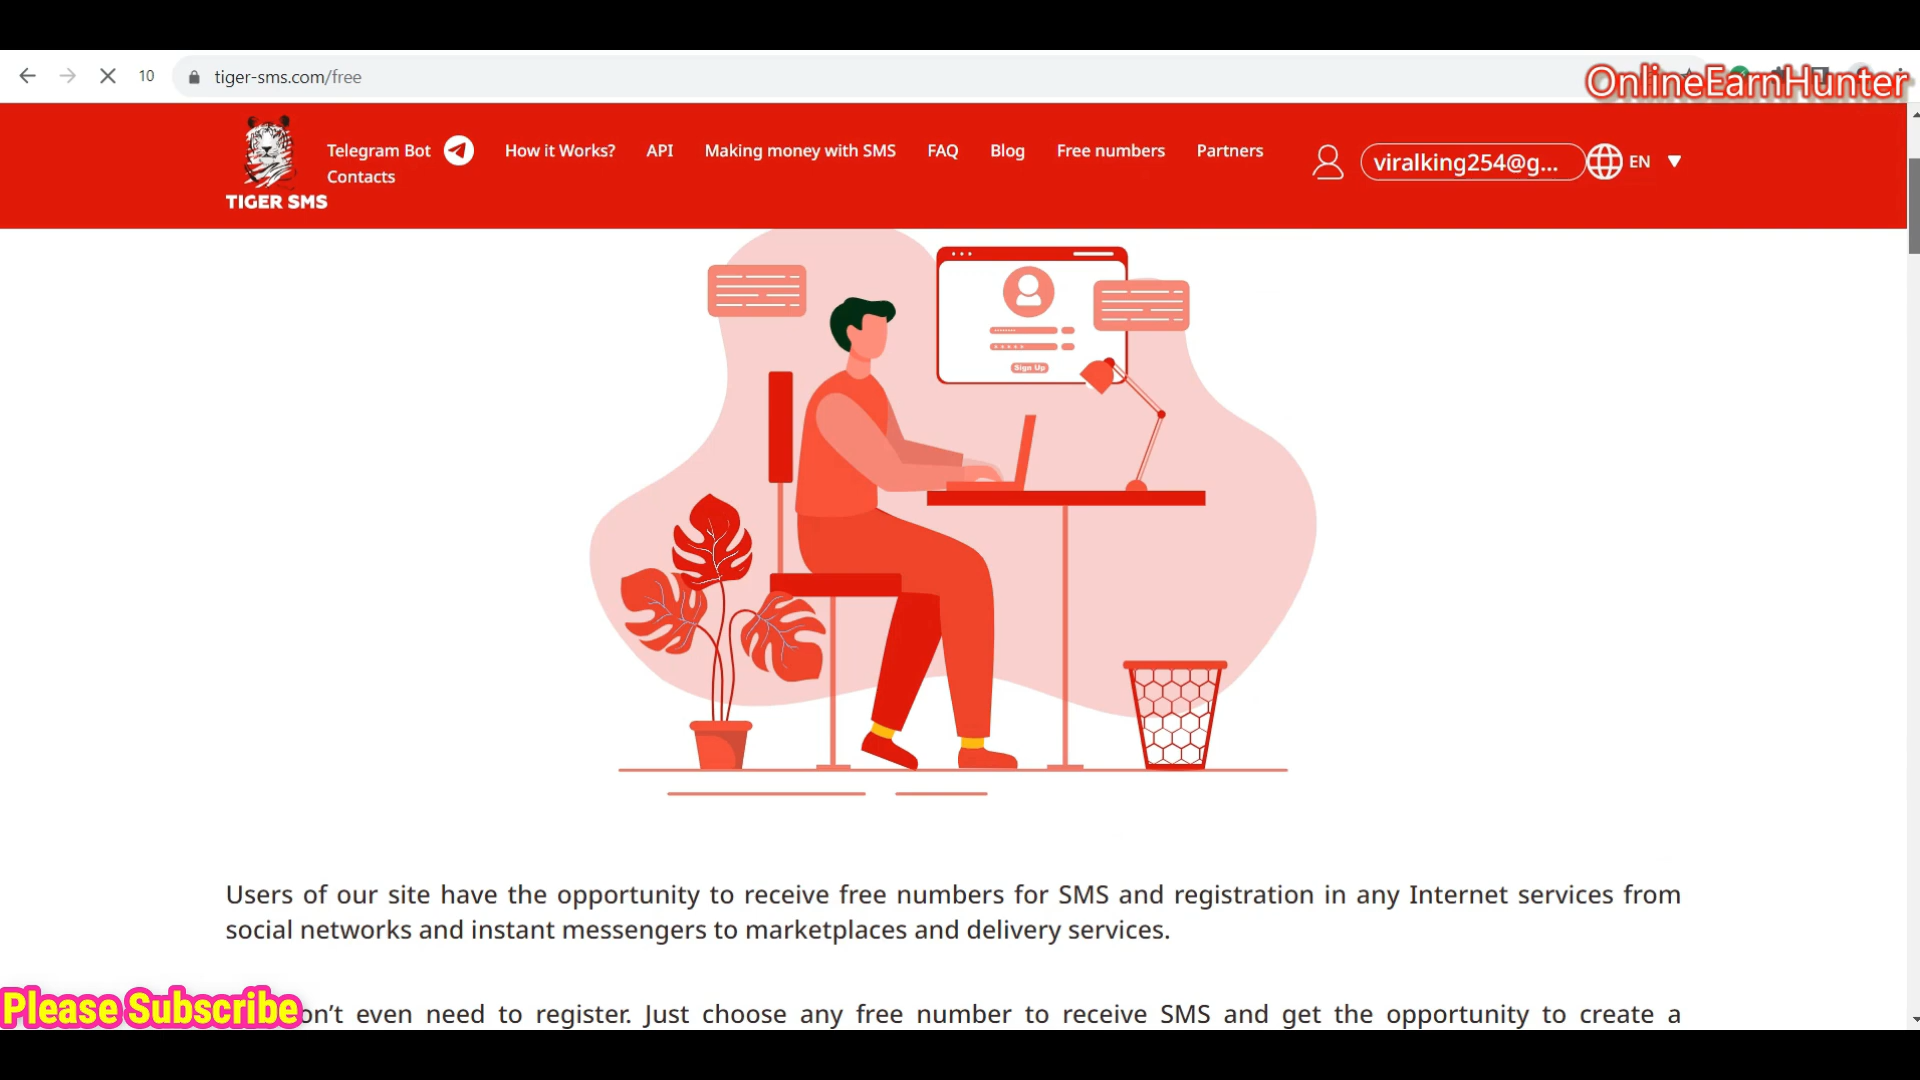 10
tiger-sms.com/free
OnlineEarnHunter
TIGER SMS
Telegram Bot
How it Works?
API
Making money with SMS
FAQ
Blog
Free numbers
Partners
Contacts
viralking254@g...
EN
Sign Up
Users of our site have the opportunity to receive free numbers for SMS and registration in any Internet services from
social networks and instant messengers to marketplaces and delivery services.
Please Subscribe
on't even need to register. Just choose any free number to receive SMS and get the opportunity to create a